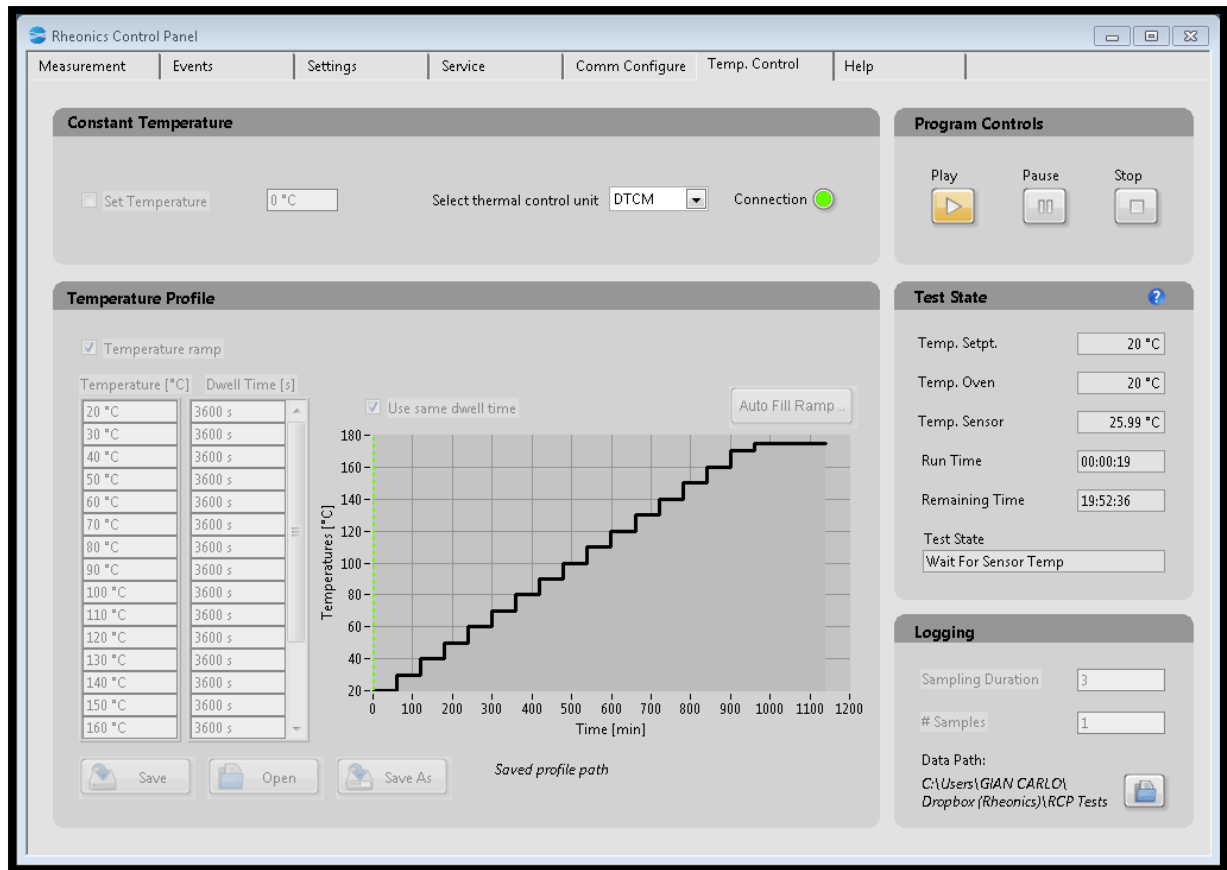 Rheonics Control Panel
Measurement Events Settings Service Comm Configure Temp. Control Help
Constant Temperature
Set Temperature 0 °C Select thermal control unit DTCM Connection
Program Controls
Play Pause Stop
Temperature Profile
Temperature ramp
Temperature [°C] Dwell Time [s]
20 °C 3600 s
30 °C 3600 s
40 °C 3600 s
50 °C 3600 s
60 °C 3600 s
70 °C 3600 s
80 °C 3600 s
90 °C 3600 s
100 °C 3600 s
110 °C 3600 s
120 °C 3600 s
130 °C 3600 s
140 °C 3600 s
150 °C 3600 s
160 °C 3600 s
Use same dwell time
Auto Fill Ramp ..
Temperatures [°C]
180
160
140
120
100
80
60
40
20
0 100 200 300 400 500 600 700 800 900 1000 1100 1200
Time [min]
Save Open Save As Saved profile path
Test State ?
Temp. Setpt. 20 °C
Temp. Oven 20 °C
Temp. Sensor 25.99 °C
Run Time 00:00:19
Remaining Time 19:52:36
Test State
Wait For Sensor Temp
Logging
Sampling Duration 3
# Samples 1
Data Path:
C:\Users\GIAN CARLO\
Dropbox (Rheonics)\RCP Tests